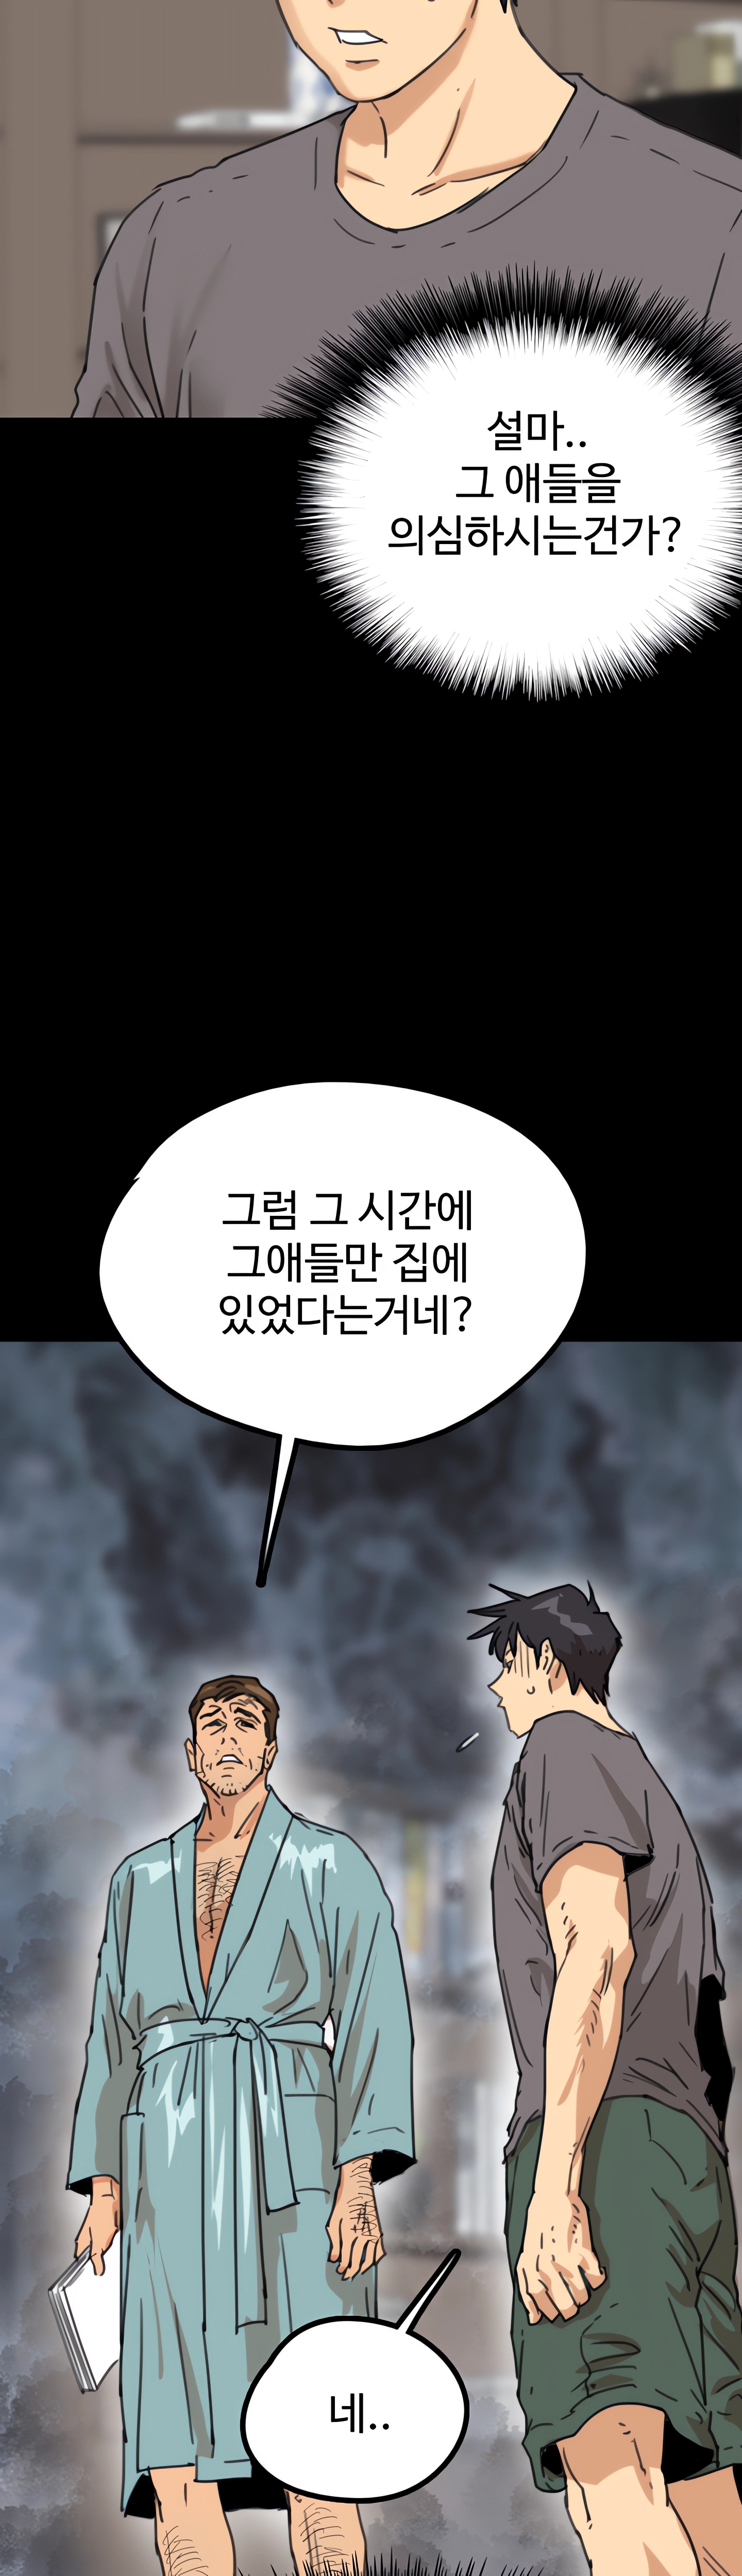 설마..
그 애들을
의심하시는건가?
그럼 그 시간에
그애들만 집에
있었다는거네?
네..